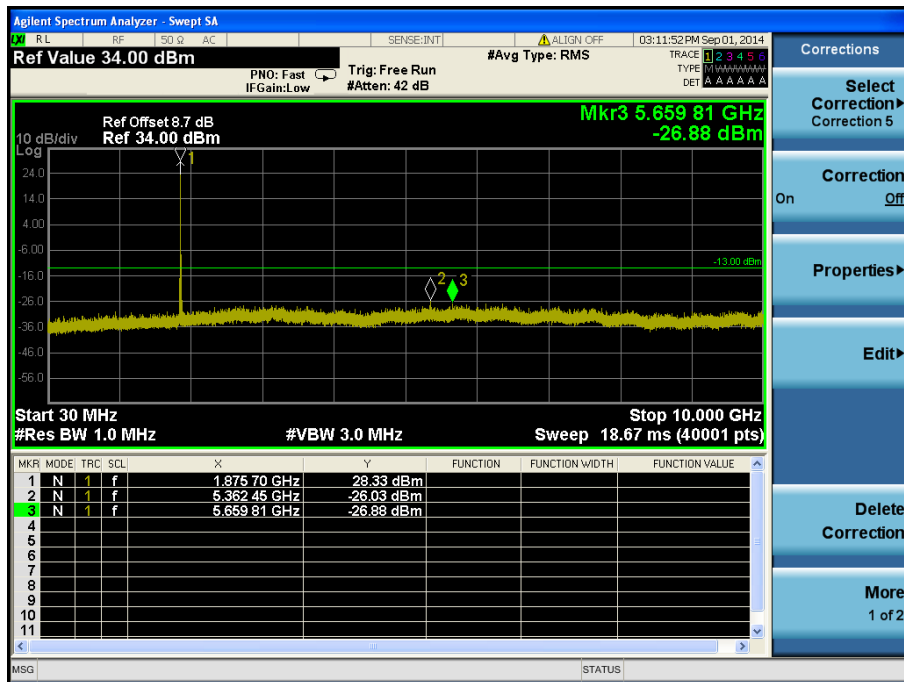 Agilent Spectrum Analyzer - Swept SA
LXI RL RF 50 Ω AC SENSE:INT ALIGN OFF 03:11:52 PM Sep 01, 2014
Ref Value 34.00 dBm #Avg Type: RMS TRACE 1 2 3 4 5 6
PNO: Fast Trig: Free Run TYPE M WWWWW
IFGain:Low #Atten: 42 dB DET A A A A A A
Mkr3 5.659 81 GHz
Ref Offset 8.7 dB
10 dB/div Ref 34.00 dBm -26.88 dBm
Log
1
24.0
14.0
4.00
-6.00
-13.00 dBm
-16.0
2 3
-26.0
-36.0
-46.0
-56.0
Start 30 MHz Stop 10.000 GHz
#Res BW 1.0 MHz #VBW 3.0 MHz Sweep 18.67 ms (40001 pts)
MKR MODE TRC SCL X Y FUNCTION FUNCTION WIDTH FUNCTION VALUE
1 N 1 f 1.875 70 GHz 28.33 dBm
2 N 1 f 5.362 45 GHz -26.03 dBm
3 N 1 f 5.659 81 GHz -26.88 dBm
4
5
6
7
8
9
10
11
MSG STATUS
Corrections
Select
Correction
Correction 5
Correction
On Off
Properties
Edit
Delete
Correction
More
1 of 2